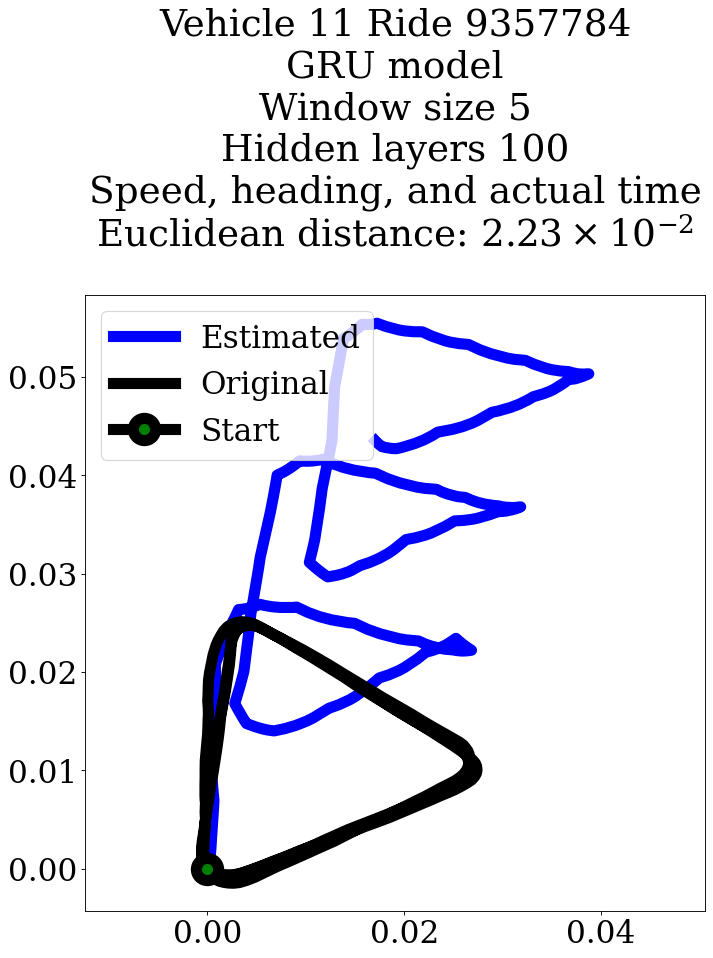 Vehicle 11 Ride 9357784
GRU model
Window size 5
Hidden layers 100
Speed, heading, and actual time
Euclidean distance: 2.23 × 10⁻²
Estimated
Original
Start
0.05
0.04
0.03
0.02
0.01
0.00
0.00 0.02 0.04